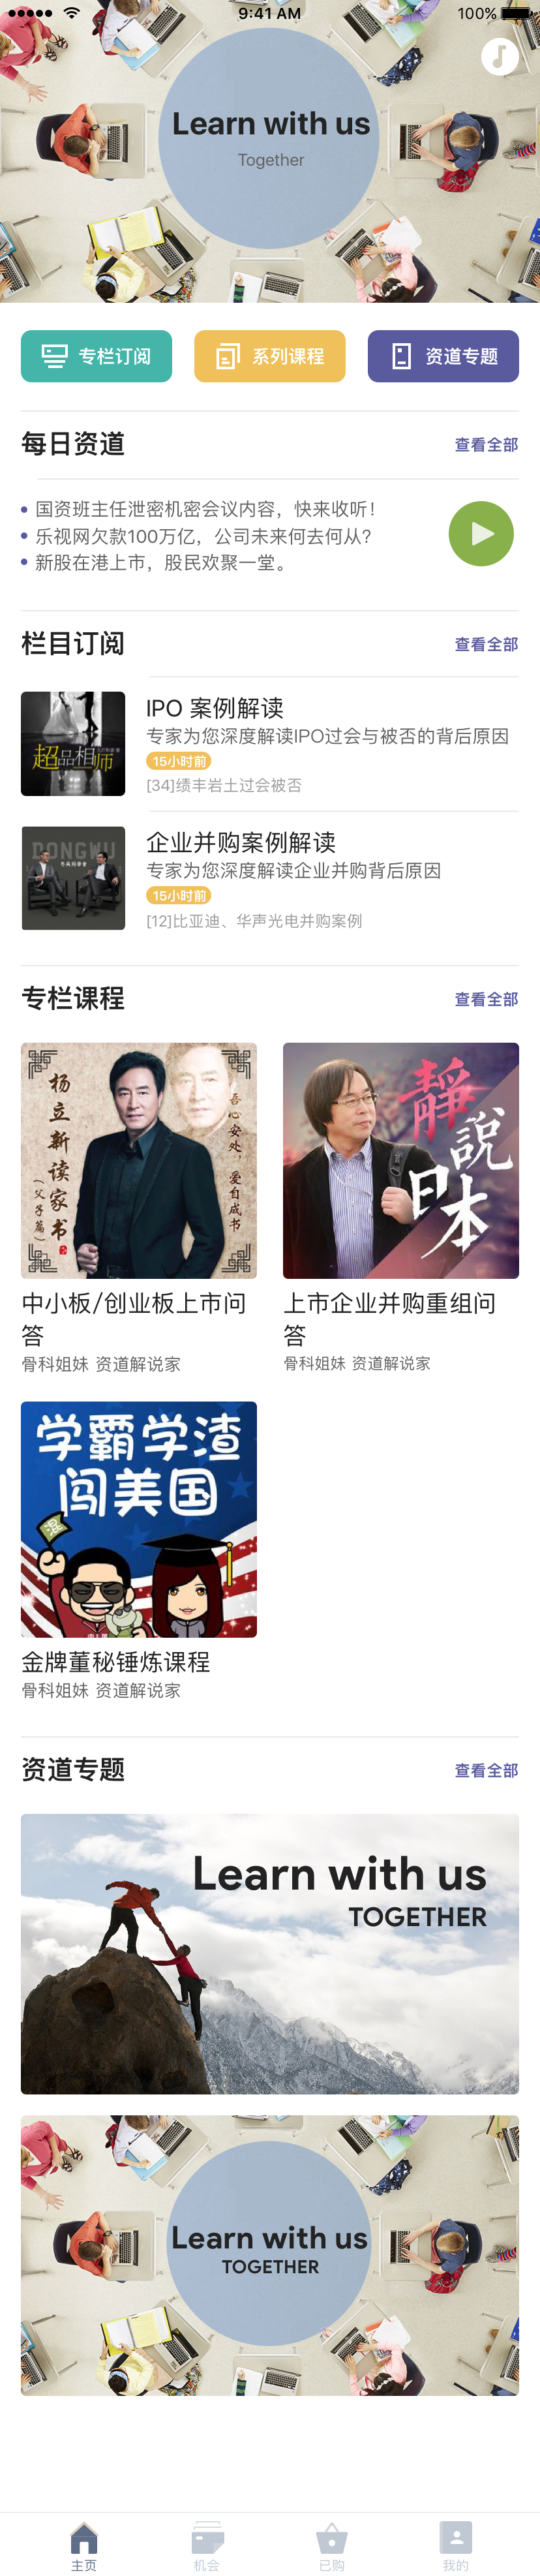 9:41 AM
100%
Learn with us
Together
专栏订阅
系列课程
资道专题
每日资道
查看全部
国资班主任泄密机密会议内容，快来收听！
乐视网欠款100万亿，公司未来何去何从？
新股在港上市，股民欢聚一堂。
栏目订阅
查看全部
超品相师
IPO 案例解读
专家为您深度解读IPO过会与被否的背后原因
15小时前
[34]绩丰岩土过会被否
DONGWU
企业并购案例解读
专家为您深度解读企业并购背后原因
15小时前
[12]比亚迪、华声光电并购案例
专栏课程
查看全部
杨立新读家书
（父子篇）
吾心安处，爱自成书
静說日本
中小板/创业板上市问
答
骨科姐妹 资道解说家
上市企业并购重组问
答
骨科姐妹 资道解说家
学霸学渣
闯美国
混
金牌董秘锤炼课程
骨科姐妹 资道解说家
资道专题
查看全部
Learn with us
TOGETHER
Learn with us
TOGETHER
主页
机会
已购
我的